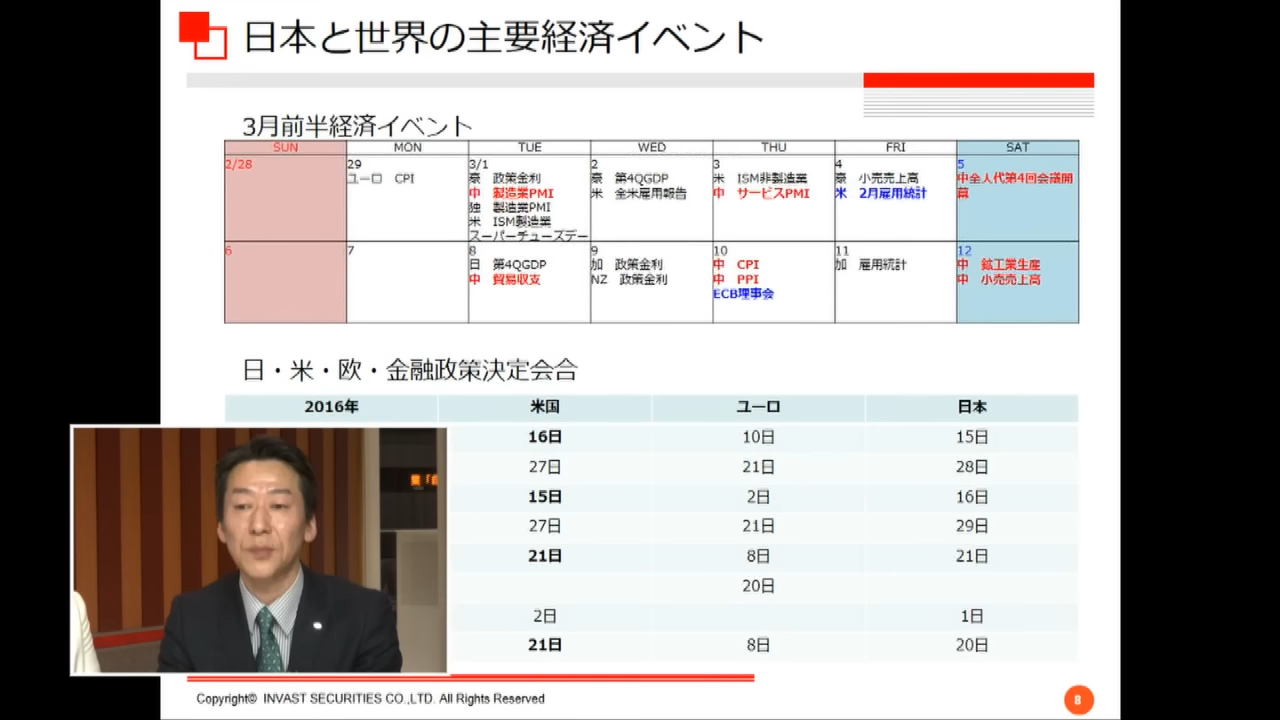 日本と世界の主要経済イベント
3月前半経済イベント
SUN MON TUE WED THU FRI SAT
2/28 29 3/1 2 3 4 5
ユーロ CPI
豪 政策金利
中 製造業PMI
独 製造業PMI
米 ISM製造業
スーパーチューズデー
豪 第4QGDP
米 全米雇用報告
米 ISM非製造業
中 サービスPMI
豪 小売売上高
米 2月雇用統計
中全人代第4回会議開
幕
6 7 8 9 10 11 12
日 第4QGDP
中 貿易収支
加 政策金利
NZ 政策金利
中 CPI
中 PPI
ECB理事会
加 雇用統計
中 鉱工業生産
中 小売売上高
日・米・欧・金融政策決定会合
2016年 米国 ユーロ 日本
16日 10日 15日
27日 21日 28日
15日 2日 16日
27日 21日 29日
21日 8日 21日
20日
2日 1日
21日 8日 20日
Copyright© INVAST SECURITIES CO.,LTD. All Rights Reserved
8